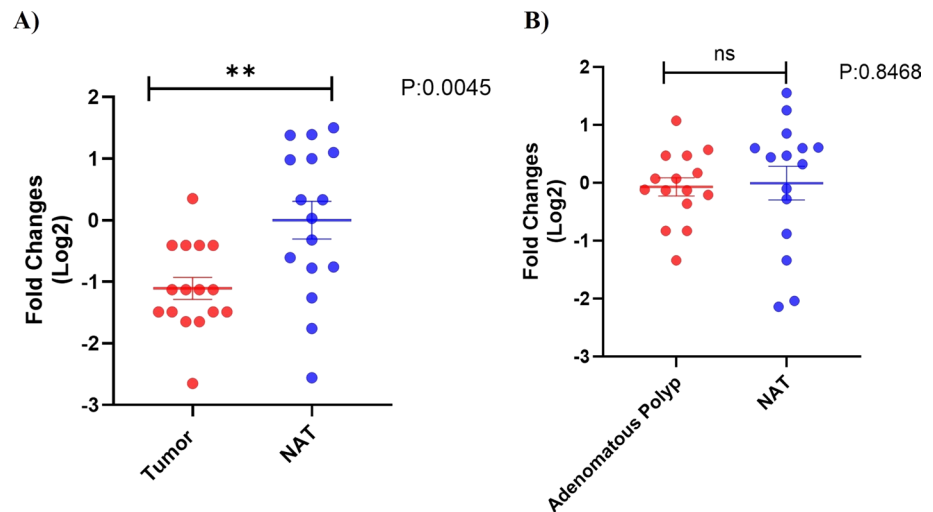 A)
**
P:0.0045
2
1
0
-1
-2
-3
Fold Changes
(Log2)
Tumor
NAT
B)
ns
P:0.8468
2
1
0
-1
-2
-3
Fold Changes
(Log2)
Adenomatous Polyp
NAT